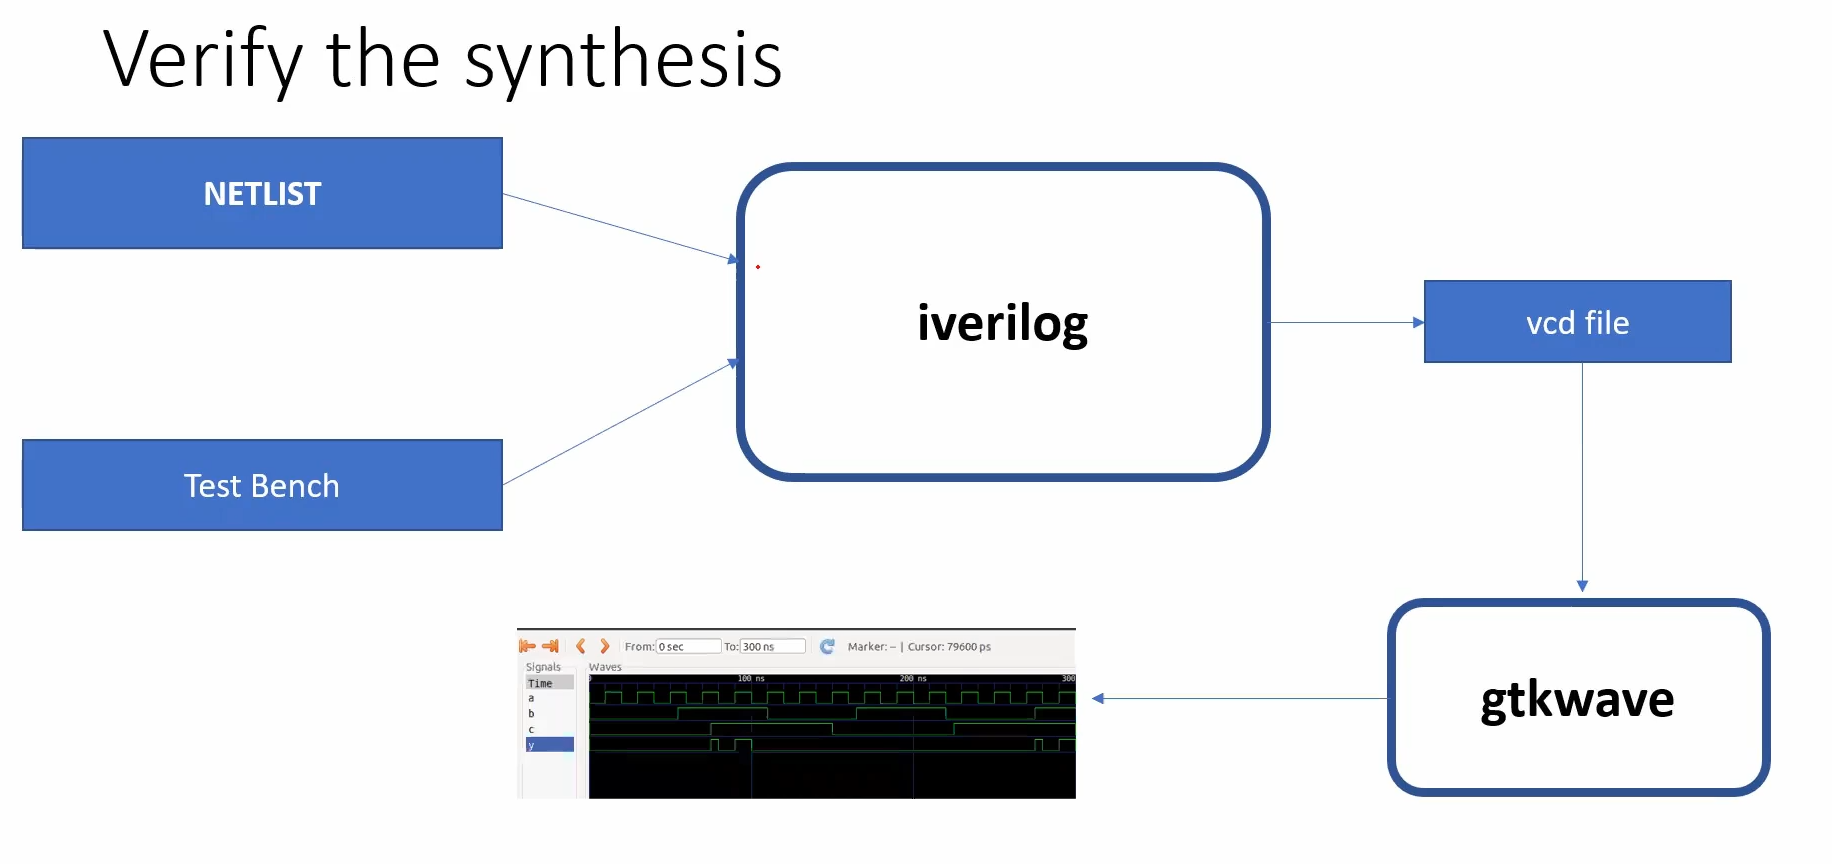 Verify the synthesis
NETLIST
iverilog
vcd file
Test Bench
From: 0 sec To: 300 ns Marker: -- | Cursor: 79600 ps
Signals Waves
Time 0 100 ns 200 ns 300
a
b
c
y
gtkwave